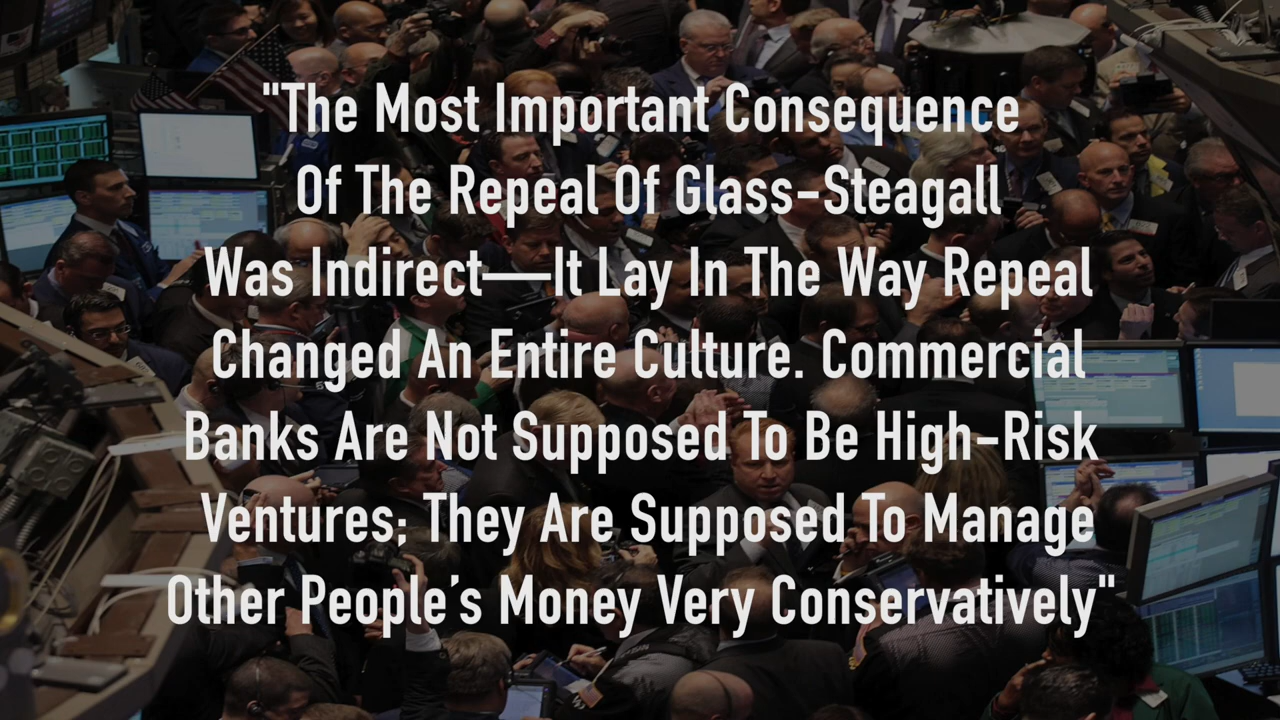 "The Most Important Consequence
Of The Repeal Of Glass-Steagall
Was Indirect—It Lay In The Way Repeal
Changed An Entire Culture. Commercial
Banks Are Not Supposed To Be High-Risk
Ventures; They Are Supposed To Manage
Other People’s Money Very Conservatively"